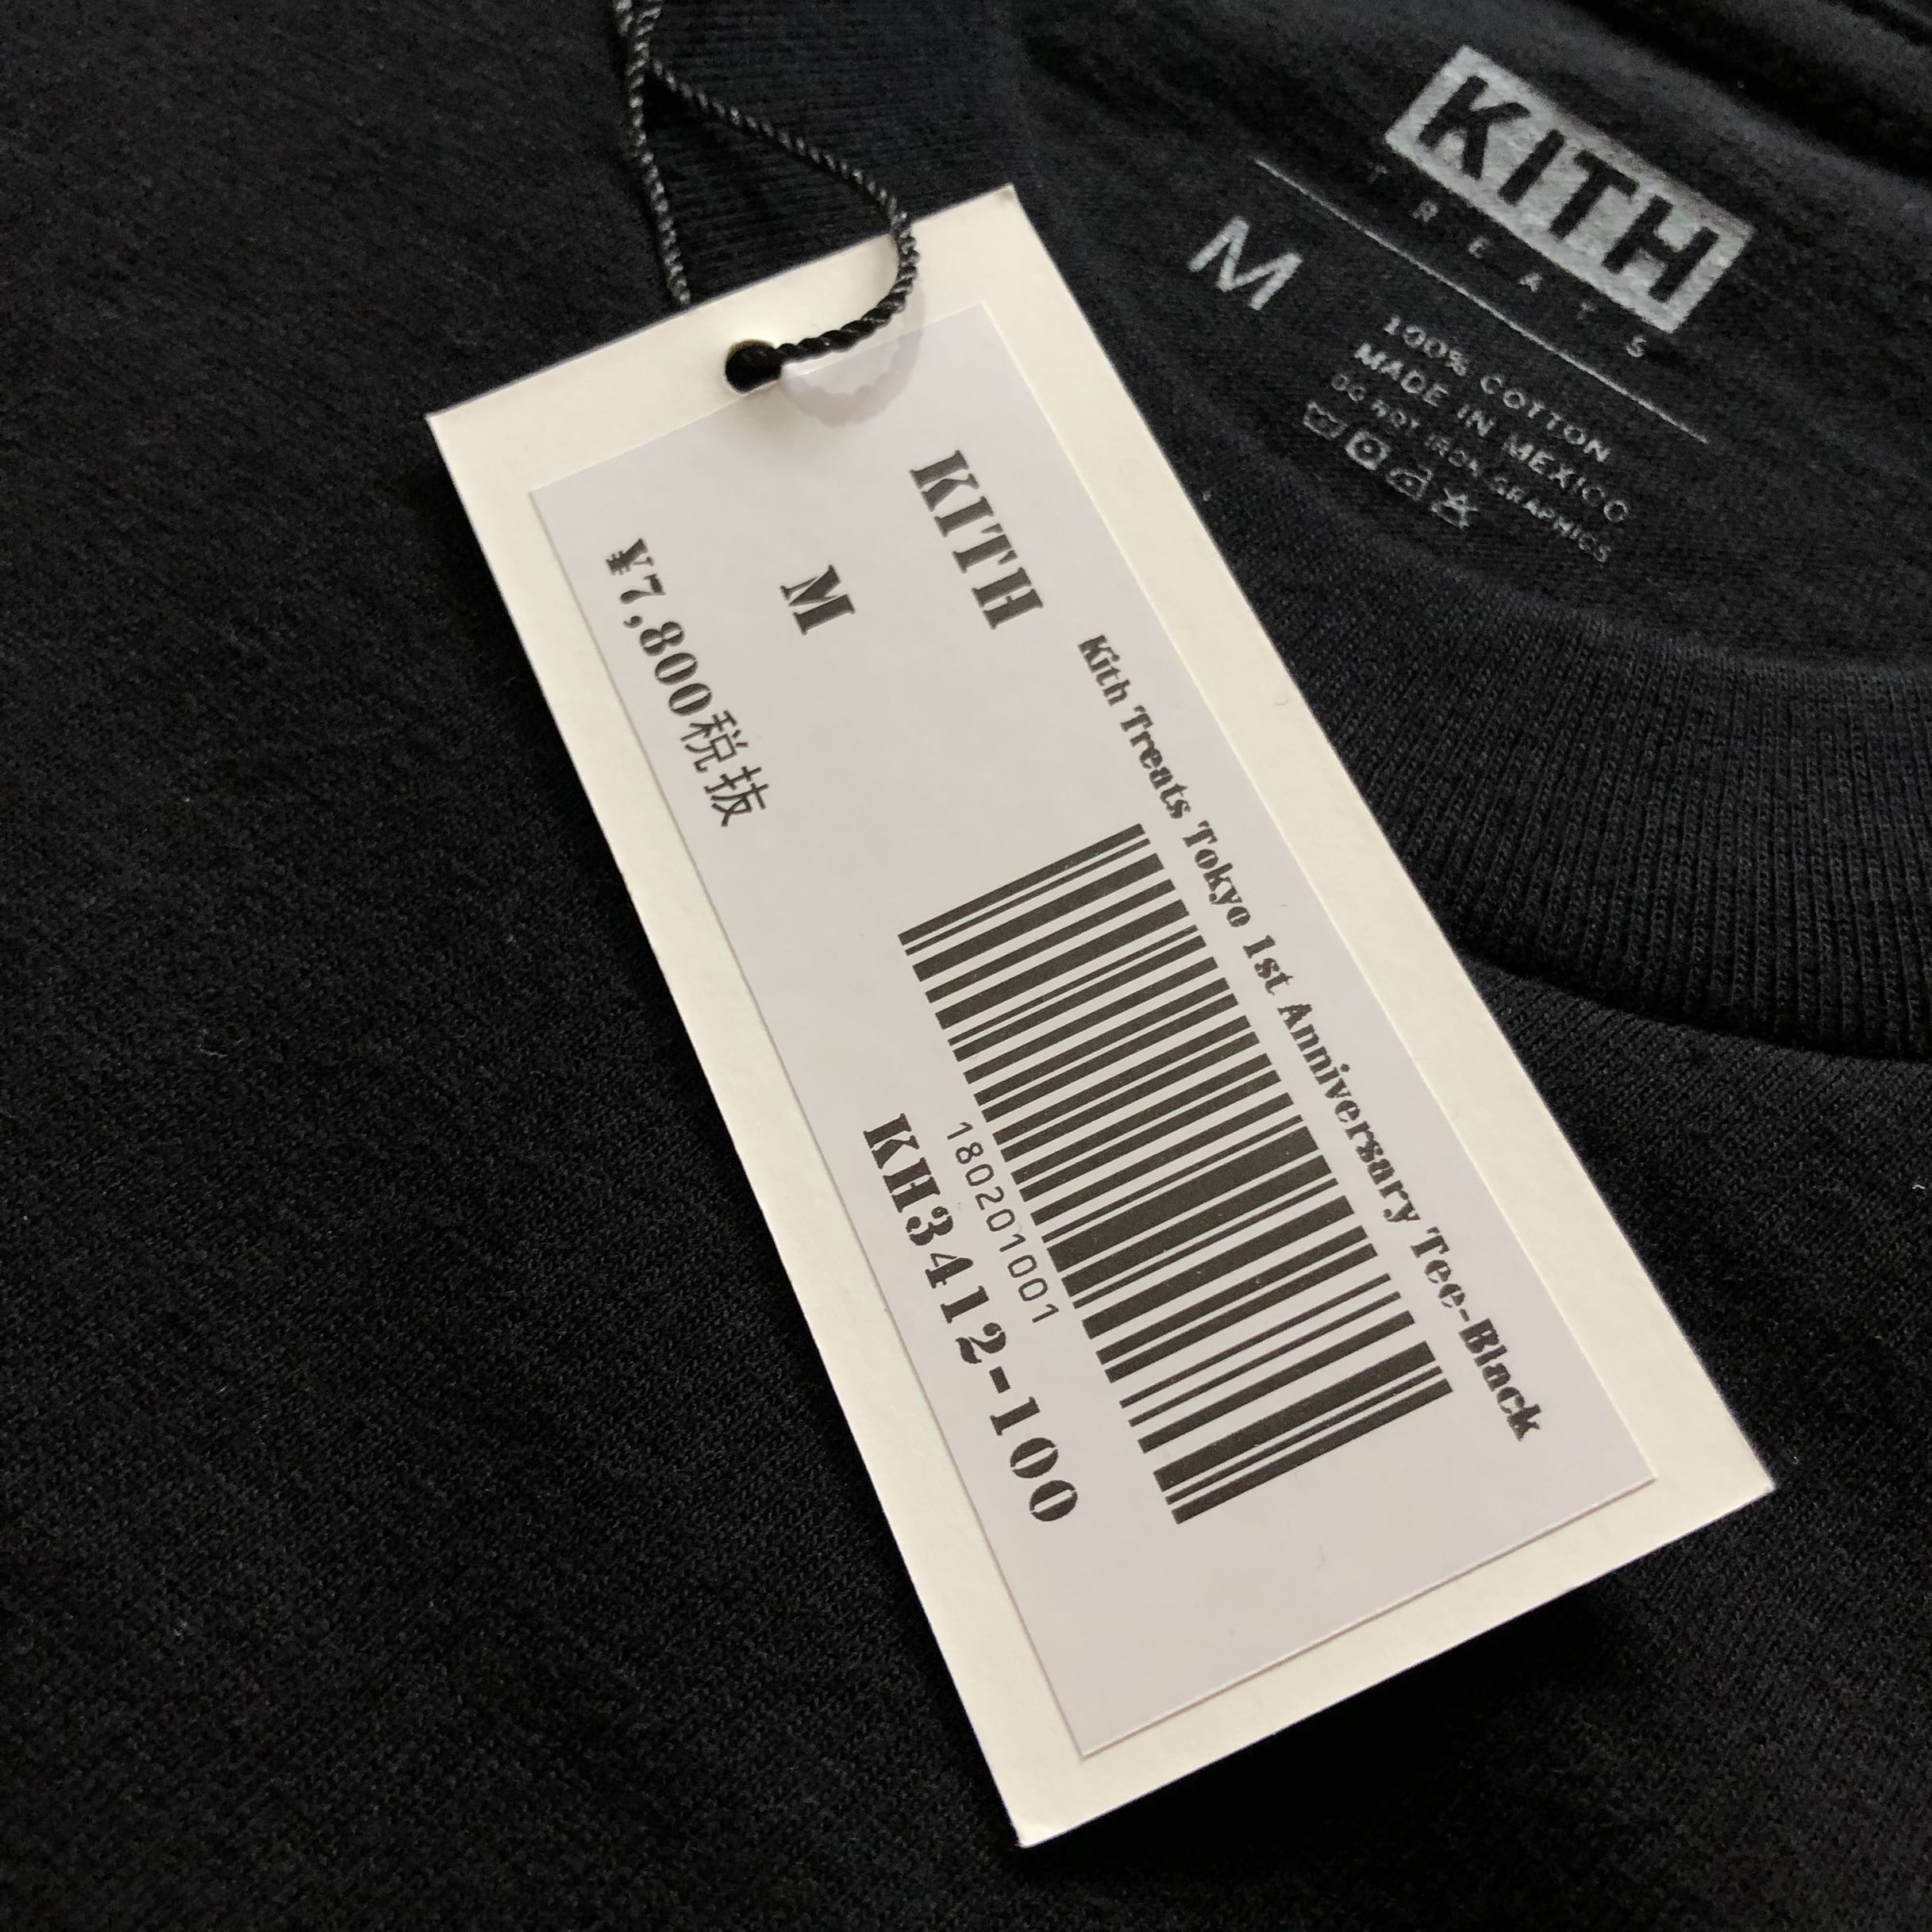 KITH
TREATS
M
100% COTTON
MADE IN MEXICO
DO NOT IRON GRAPHICS
Kith Treats Tokyo 1st Anniversary Tee-Black
KITH
M
¥7,800税抜
180201001
KH3412-100